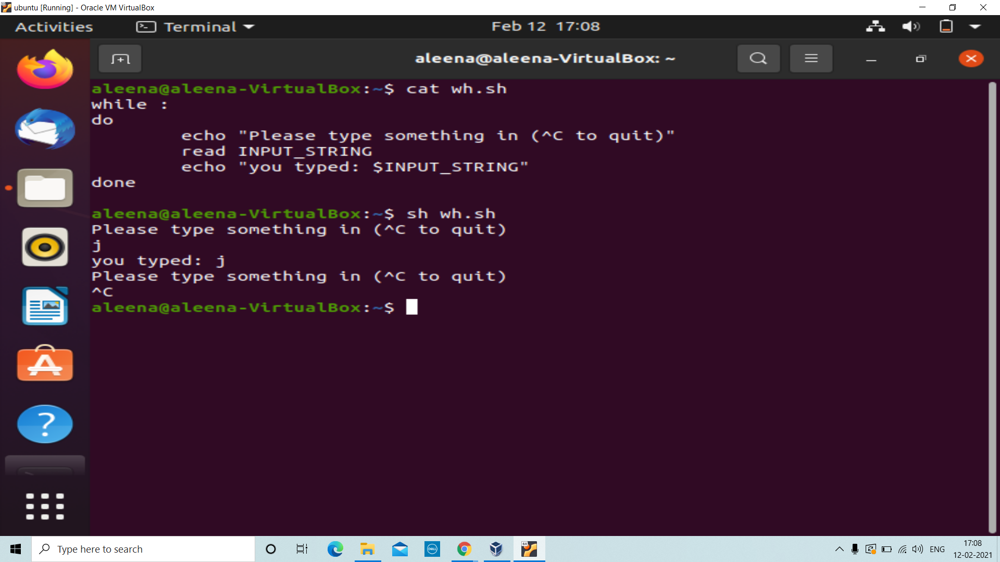 ubuntu [Running] - Oracle VM VirtualBox
Activities Terminal Feb 12 17:08
aleena@aleena-VirtualBox: ~
aleena@aleena-VirtualBox:~$ cat wh.sh
while :
do
        echo "Please type something in (^C to quit)"
        read INPUT_STRING
        echo "you typed: $INPUT_STRING"
done
aleena@aleena-VirtualBox:~$ sh wh.sh
Please type something in (^C to quit)
j
you typed: j
Please type something in (^C to quit)
^C
aleena@aleena-VirtualBox:~$
Type here to search
DELL
64
ENG
17:08
12-02-2021